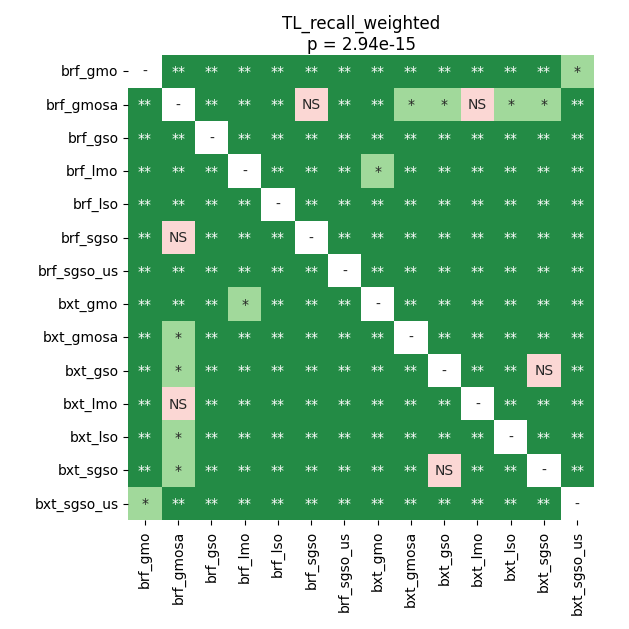 TL_recall_weighted
p = 2.94e-15
brf_gmo - ** ** ** ** ** ** ** ** ** ** ** ** *
brf_gmosa ** - ** ** ** NS ** ** * * NS * * **
brf_gso ** ** - ** ** ** ** ** ** ** ** ** ** **
brf_lmo ** ** ** - ** ** ** * ** ** ** ** ** **
brf_lso ** ** ** ** - ** ** ** ** ** ** ** ** **
brf_sgso ** NS ** ** ** - ** ** ** ** ** ** ** **
brf_sgso_us ** ** ** ** ** ** - ** ** ** ** ** ** **
bxt_gmo ** ** ** * ** ** ** - ** ** ** ** ** **
bxt_gmosa ** * ** ** ** ** ** ** - ** ** ** ** **
bxt_gso ** * ** ** ** ** ** ** ** - ** ** NS **
bxt_lmo ** NS ** ** ** ** ** ** ** ** - ** ** **
bxt_lso ** * ** ** ** ** ** ** ** ** ** - ** **
bxt_sgso ** * ** ** ** ** ** ** ** NS ** ** - **
bxt_sgso_us * ** ** ** ** ** ** ** ** ** ** ** ** -
brf_gmo
brf_gmosa
brf_gso
brf_lmo
brf_lso
brf_sgso
brf_sgso_us
bxt_gmo
bxt_gmosa
bxt_gso
bxt_lmo
bxt_lso
bxt_sgso
bxt_sgso_us